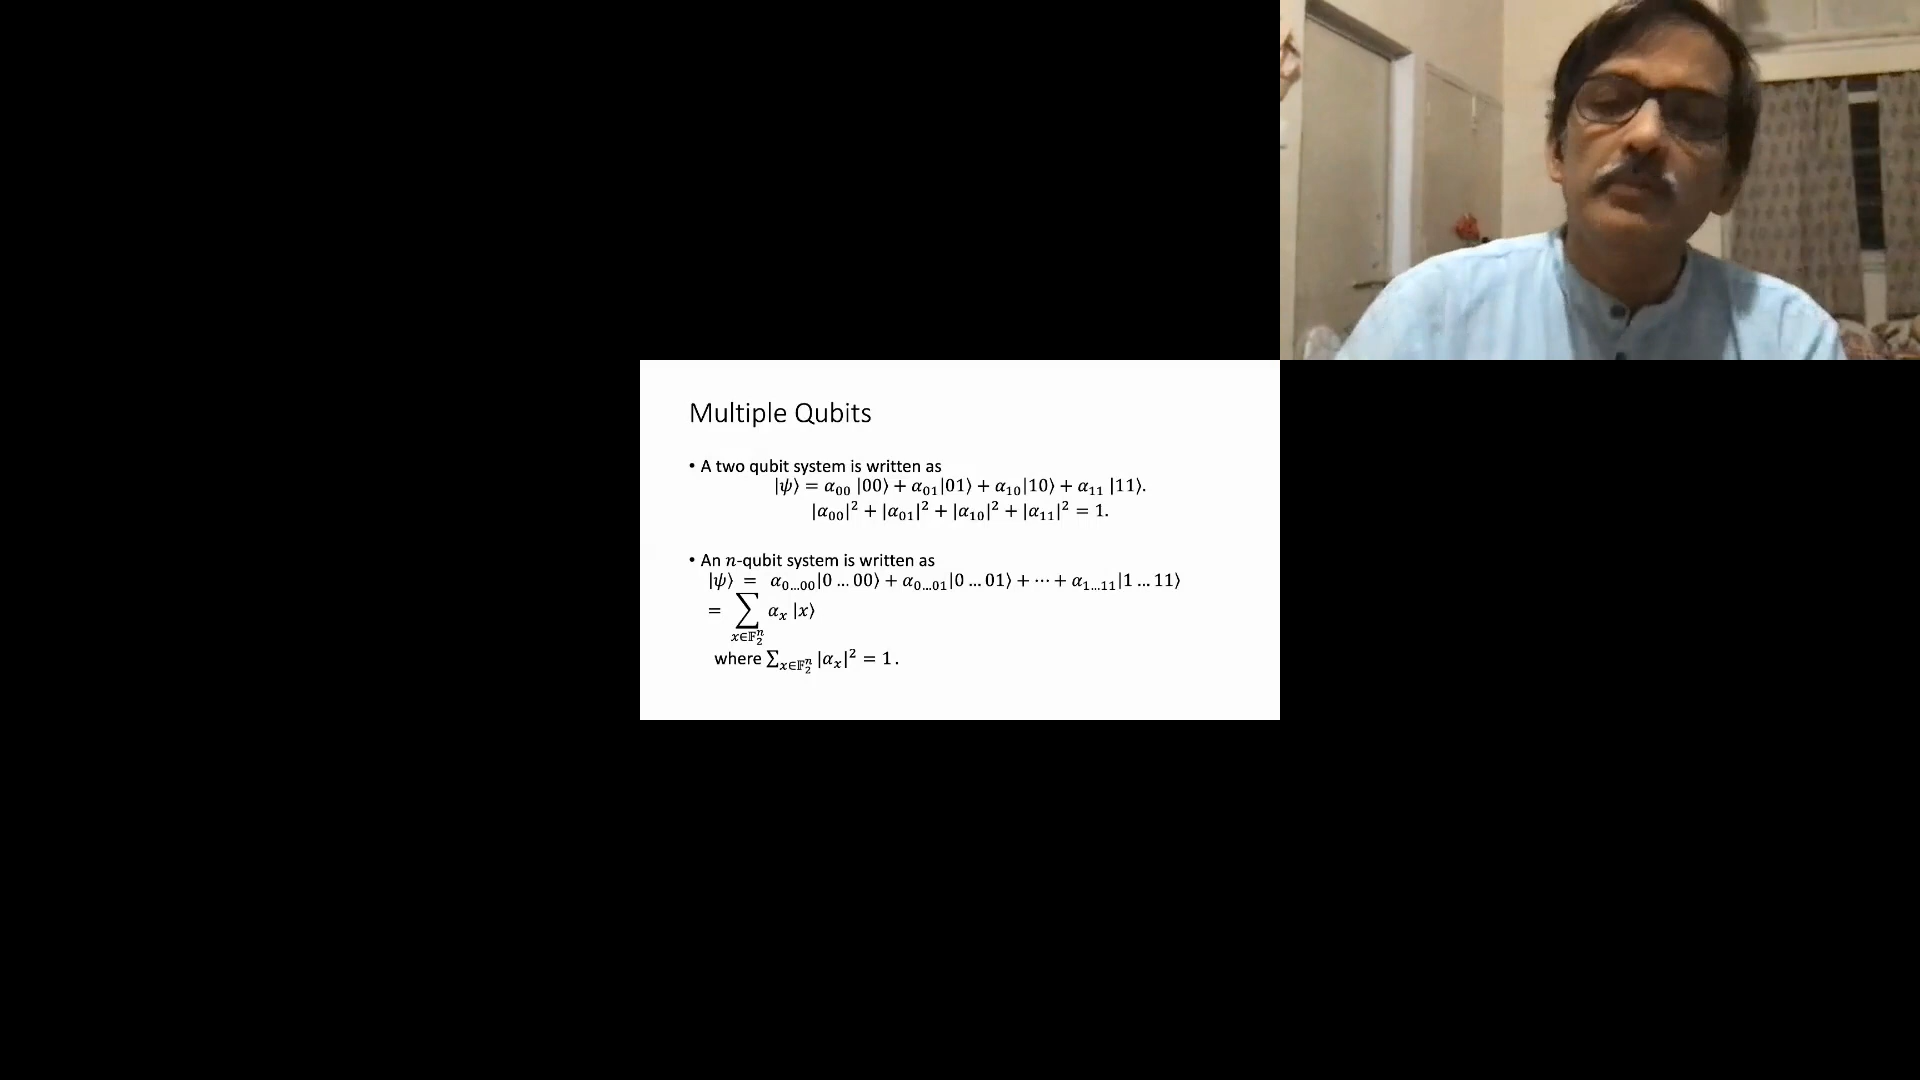 Multiple Qubits
• A two qubit system is written as
|ψ⟩ = α₀₀ |00⟩ + α₀₁|01⟩ + α₁₀|10⟩ + α₁₁ |11⟩.
|α₀₀|² + |α₀₁|² + |α₁₀|² + |α₁₁|² = 1.
• An n-qubit system is written as
|ψ⟩ = α₀…₀₀|0 … 00⟩ + α₀…₀₁|0 … 01⟩ + ⋯ + α₁…₁₁|1 … 11⟩
= ∑_{x∈𝔽₂ⁿ} αₓ |x⟩
where ∑_{x∈𝔽₂ⁿ} |αₓ|² = 1.